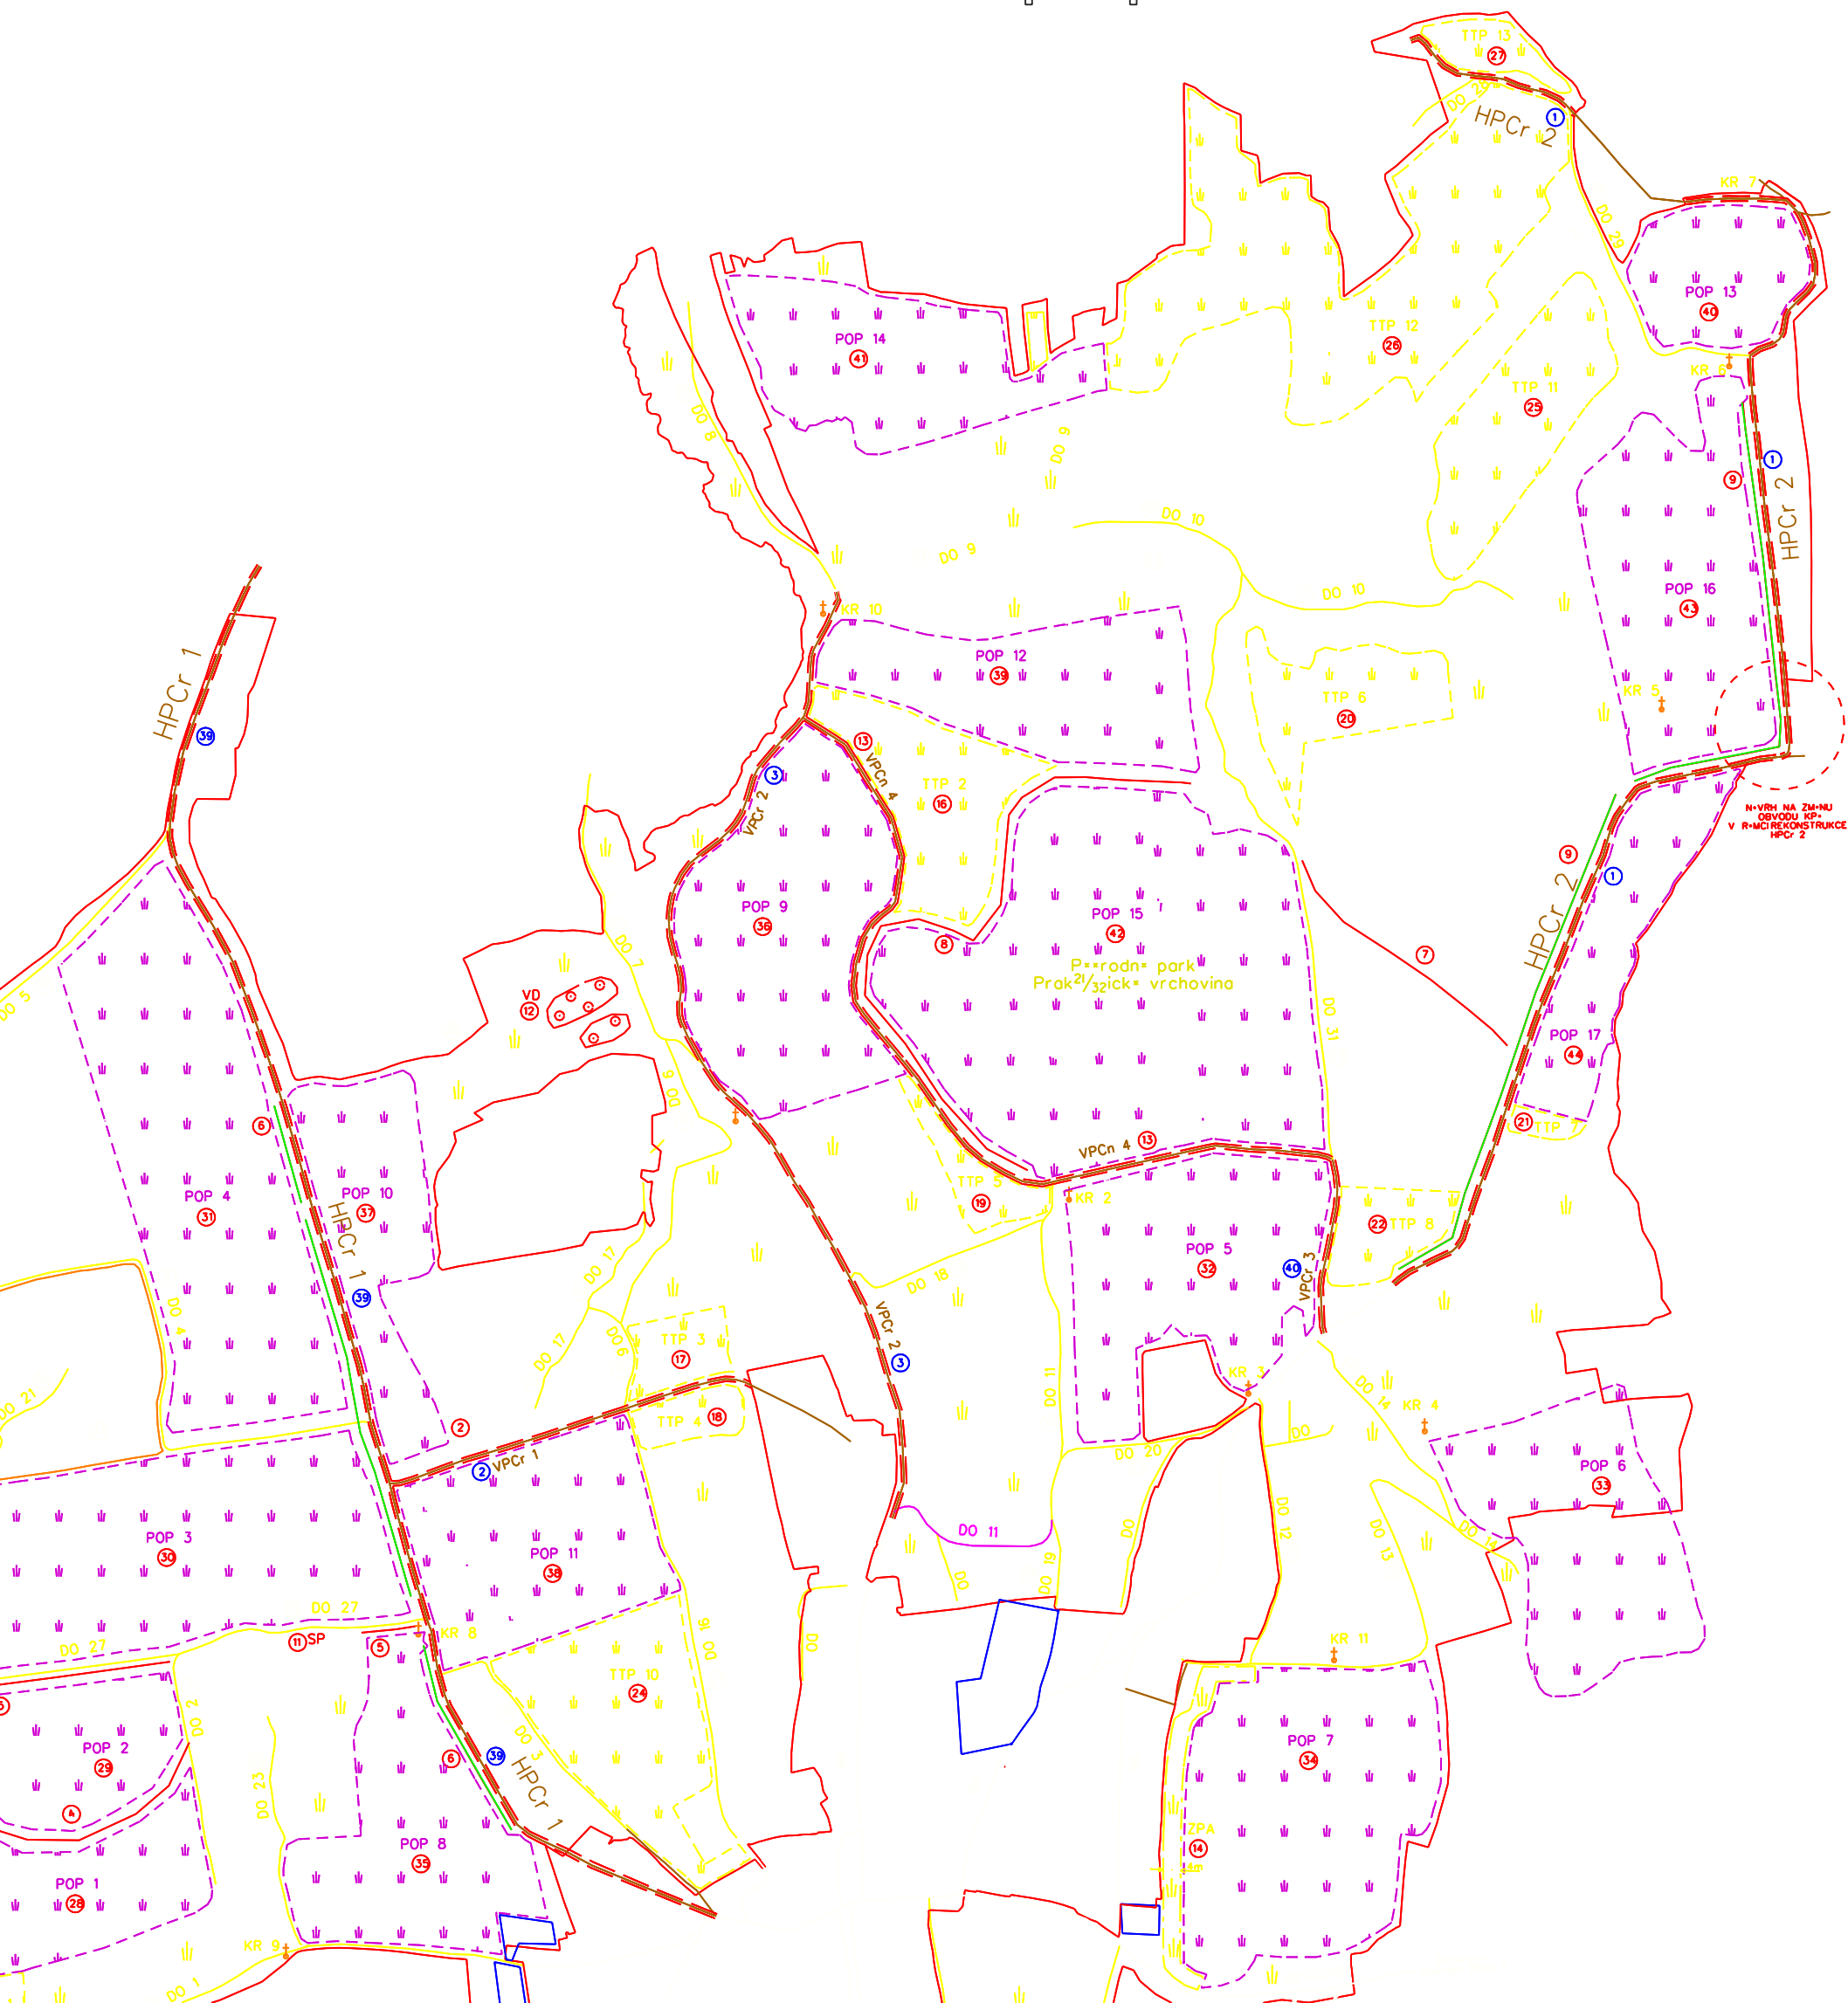 TTP 13
27
DO 28
HPCr 2
1
KR 7
DO 29
POP 13
40
POP 14
41
TTP 12
26
KR 6
TTP 11
25
DO 8
DO 9
9
1
HPCr 2
DO 10
DO 9
DO 10
POP 16
43
KR 10
POP 12
39
HPCr 1
39
TTP 6
20
KR 5
13
VPCn 4
3
VPCr 2
TTP 2
16
N▪VRH NA ZM▪NU
OBVODU KP▪
V R▪MCI REKONSTRUKCE
HPCr 2
9
1
HPCr 2
POP 9
36
POP 15
42
8
7
P▪▪rodn▪ park
Prak²¹/₃₂ick▪ vrchovina
DO 7
VD
12
DO 5
DO 31
POP 17
44
DO 6
6
21
TTP 7
VPCn 4
13
POP 4
31
POP 10
37
HPCr 1
TTP 5
19
KR 2
22
TTP 8
POP 5
32
40
VPCr 3
DO 17
DO 18
39
DO 4
VPCr 2
3
DO 17
DO 6
TTP 3
17
DO 11
KR 3
DO 14
DO 21
TTP 4
18
2
KR 4
DO
DO 20
2
VPCr 1
POP 6
33
POP 3
30
DO 11
DO
DO 12
DO 13
DO 14
POP 11
38
DO
DO 19
DO 27
11 SP
5
KR 8
DO 16
DO
KR 11
DO 27
TTP 10
24
DO 2
DO 3
POP 2
29
6
39
HPCr 1
POP 7
34
DO 23
4
POP 8
35
ZPA
14
POP 1
28
KR 9
DO 1